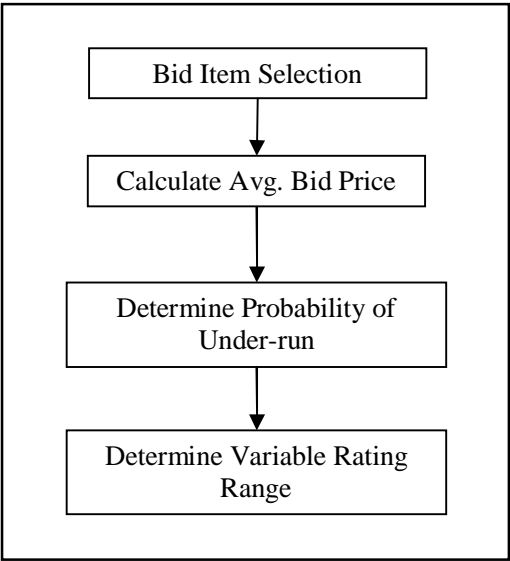 Bid Item Selection
Calculate Avg. Bid Price
Determine Probability of
Under-run
Determine Variable Rating
Range